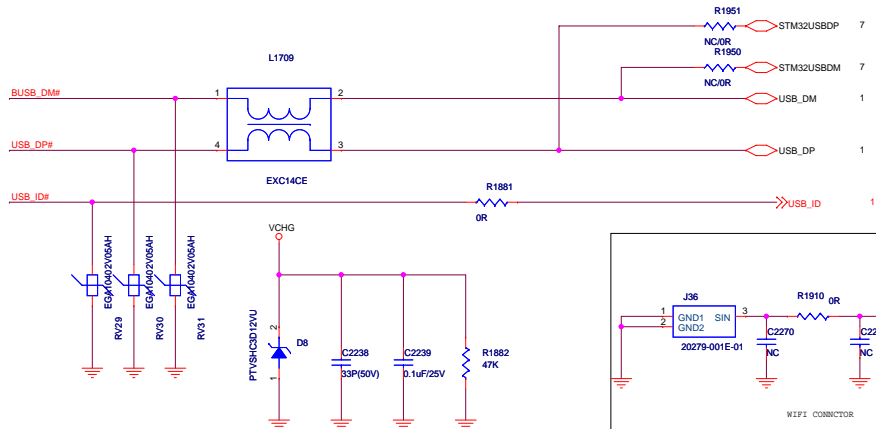 R1951
STM32USBDP 7
NC/0R
R1950
L1709
STM32USBDM 7
NC/0R
BUSB_DM# 1 2 USB_DM 1
USB_DP# 4 3 USB_DP 1
EXC14CE
USB_ID# R1881 USB_ID 1
0R
VCHG
EGA10402V05AH
EGA10402V05AH
EGA10402V05AH
RV29
RV30
RV31
PTVSHC3D12VU
2
D8
1
C2238
33P(50V)
C2239
0.1uF/25V
R1882
47K
J36
1 GND1 SIN 3
2 GND2
20279-001E-01
R1910 0R
C2270
NC
C22
NC
WIFI CONNCTOR